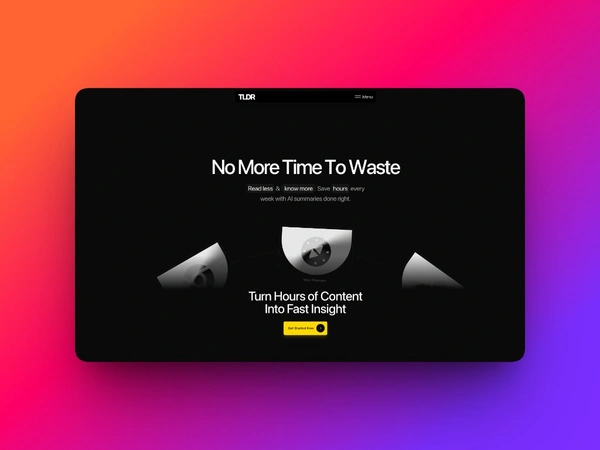 TLDR
Menu
No More Time To Waste
Read less & know more Save hours every
week with AI summaries done right.
Turn Hours of Content
Into Fast Insight
Get Started Free